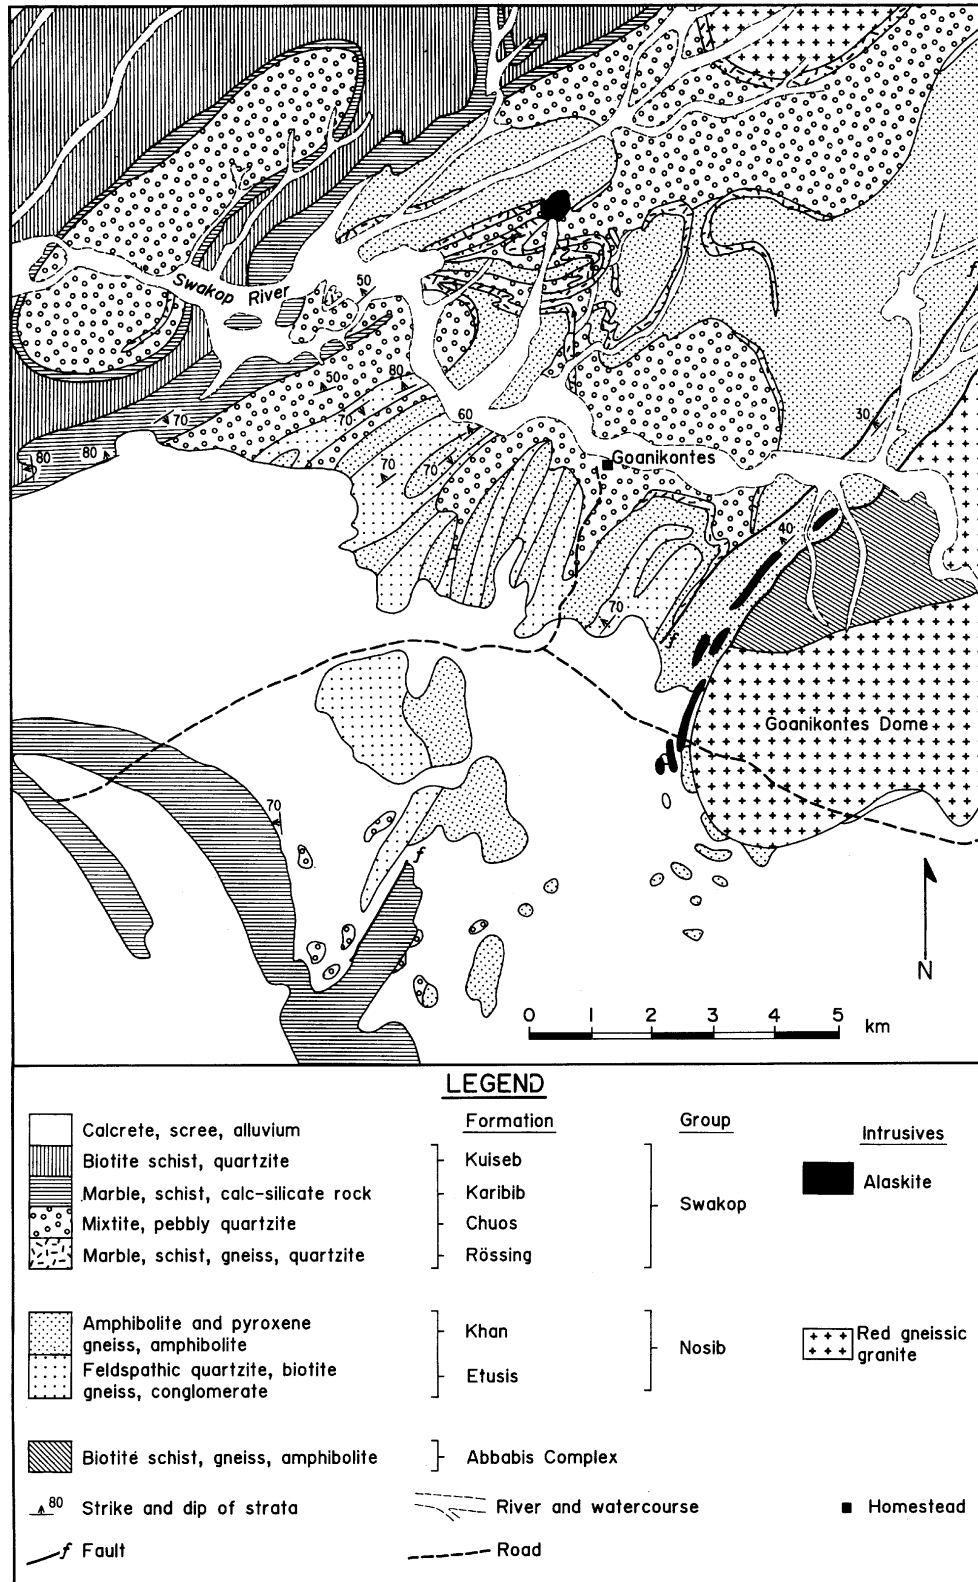 50
Swakop River
50
80
70
70
60
70
70
80
80
30
f
Goanikontes
40
70
f
Goanikontes Dome
70
f
N
0 1 2 3 4 5 km
LEGEND
Formation Group Intrusives
Calcrete, scree, alluvium
Biotite schist, quartzite Kuiseb
Marble, schist, calc-silicate rock Karibib Alaskite
Mixtite, pebbly quartzite Chuos Swakop
Marble, schist, gneiss, quartzite Rössing
Amphibolite and pyroxene
gneiss, amphibolite Khan Nosib Red gneissic
granite
Feldspathic quartzite, biotite
gneiss, conglomerate Etusis
Biotite schist, gneiss, amphibolite Abbabis Complex
80 Strike and dip of strata River and watercourse Homestead
f Fault Road